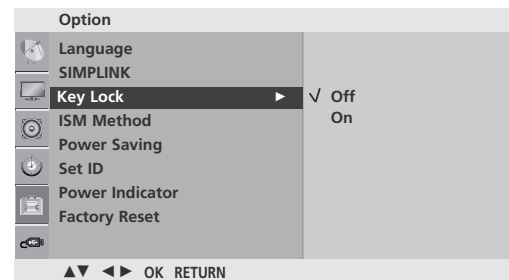 Option
Language
SIMPLINK
Key Lock ► √ Off
ISM Method On
Power Saving
Set ID
Power Indicator
Factory Reset
▲▼ ◄► OK RETURN